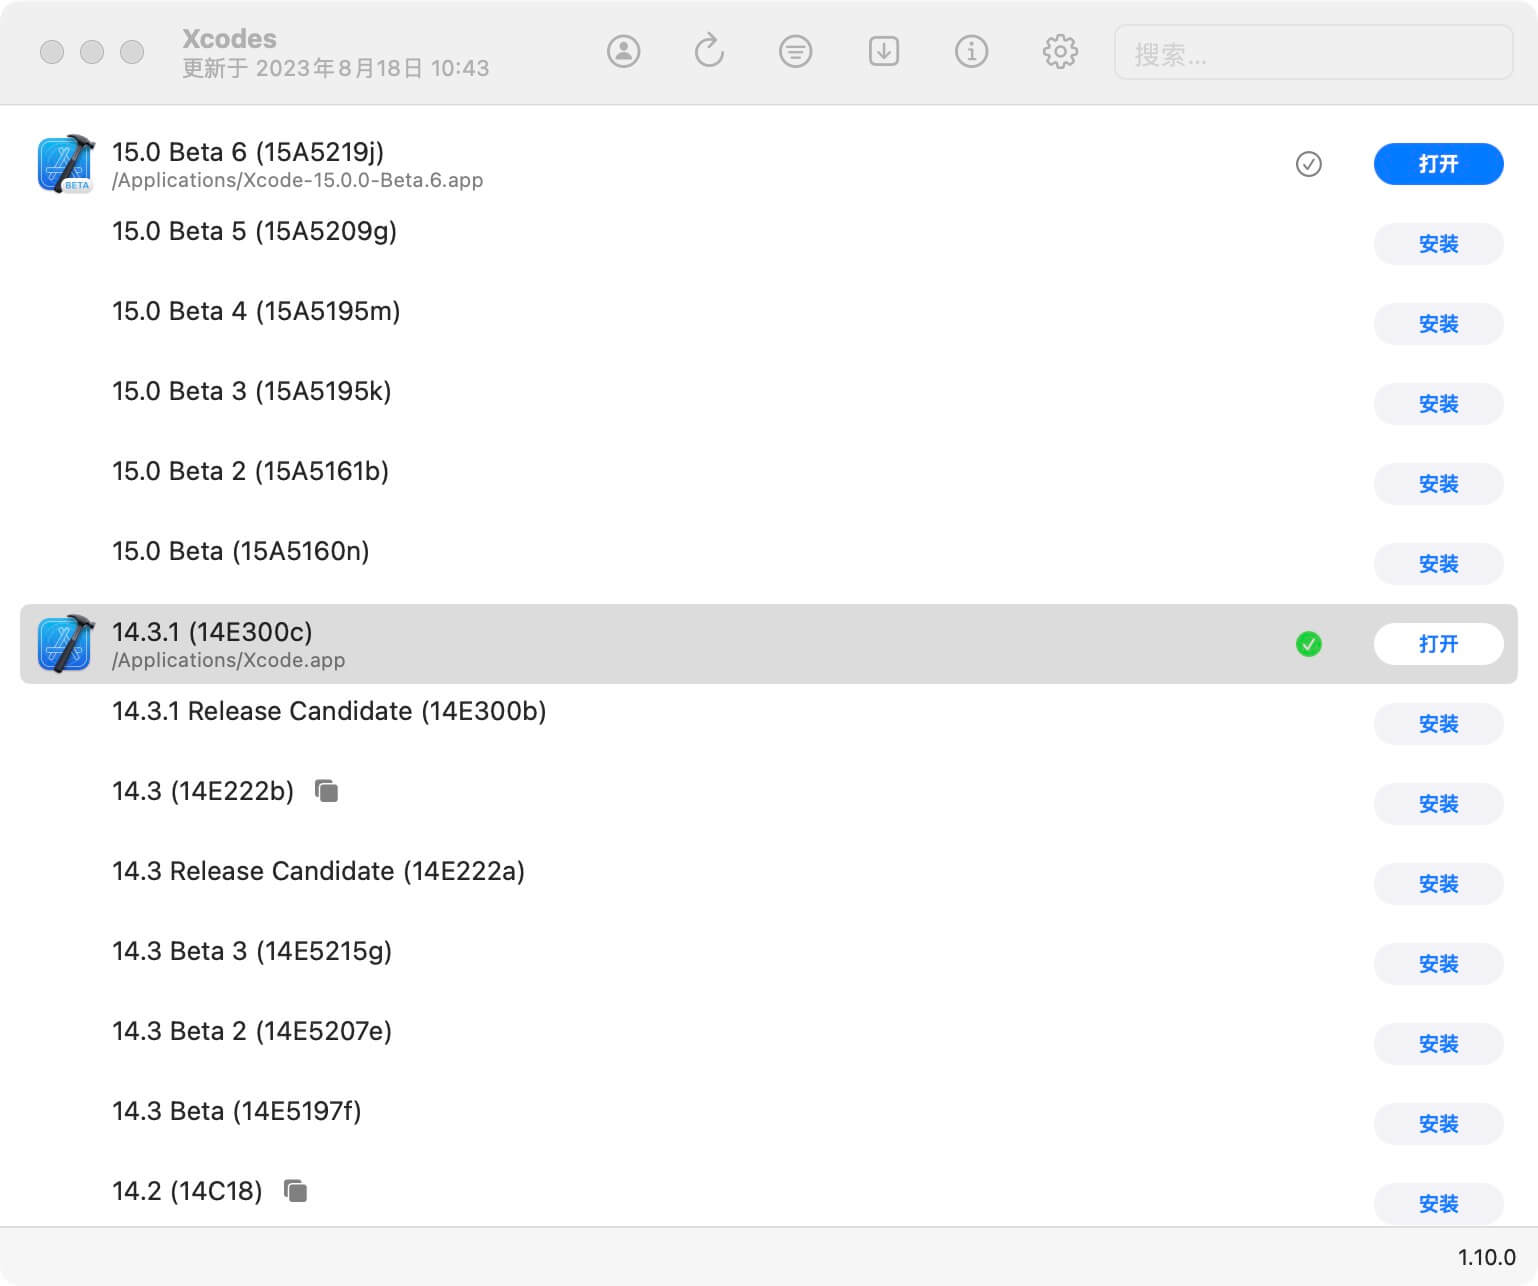 Xcodes
更新于 2023年8月18日 10:43
搜索...
15.0 Beta 6 (15A5219j)
/Applications/Xcode-15.0.0-Beta.6.app
打开
BETA
15.0 Beta 5 (15A5209g)
安装
15.0 Beta 4 (15A5195m)
安装
15.0 Beta 3 (15A5195k)
安装
15.0 Beta 2 (15A5161b)
安装
15.0 Beta (15A5160n)
安装
14.3.1 (14E300c)
/Applications/Xcode.app
打开
14.3.1 Release Candidate (14E300b)
安装
14.3 (14E222b)
安装
14.3 Release Candidate (14E222a)
安装
14.3 Beta 3 (14E5215g)
安装
14.3 Beta 2 (14E5207e)
安装
14.3 Beta (14E5197f)
安装
14.2 (14C18)
安装
1.10.0